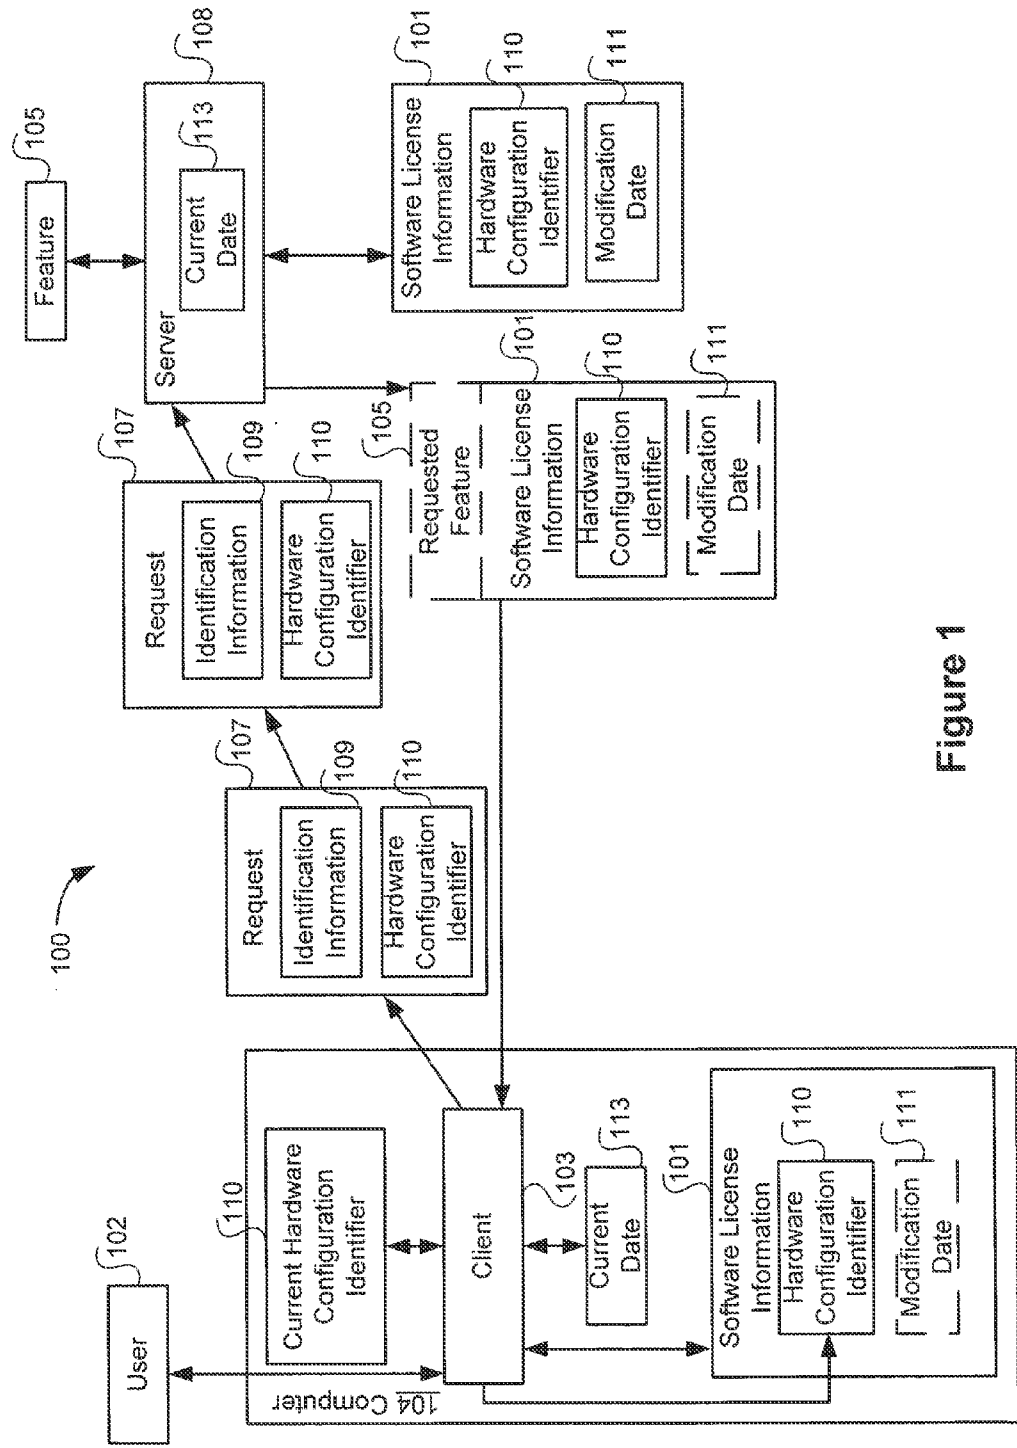 100
User
102
104 Computer
Current Hardware
Configuration
Identifier
110
Client
103
Current
Date
113
Software License
Information
101
Hardware
Configuration
Identifier
110
Modification
Date
111
Request
107
Identification
Information
109
Hardware
Configuration
Identifier
110
Request
107
Identification
Information
109
Hardware
Configuration
Identifier
110
Requested
Feature
105
Software License
Information
101
Hardware
Configuration
Identifier
110
Modification
Date
111
Feature
105
Server
108
Current
Date
113
Software License
Information
101
Hardware
Configuration
Identifier
110
Modification
Date
111
Figure 1